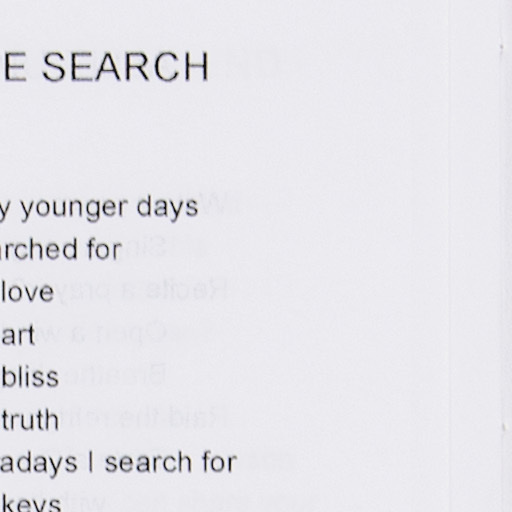 E SEARCH
y younger days
arched for
love
art
bliss
truth
adays I search for
keys